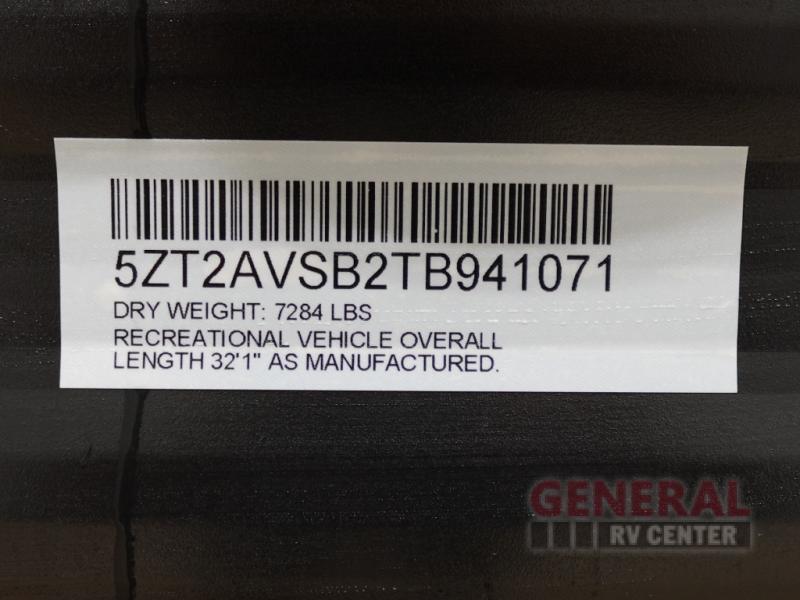 5ZT2AVSB2TB941071
DRY WEIGHT: 7284 LBS
RECREATIONAL VEHICLE OVERALL
LENGTH 32'1" AS MANUFACTURED.
GENERAL
RV CENTER